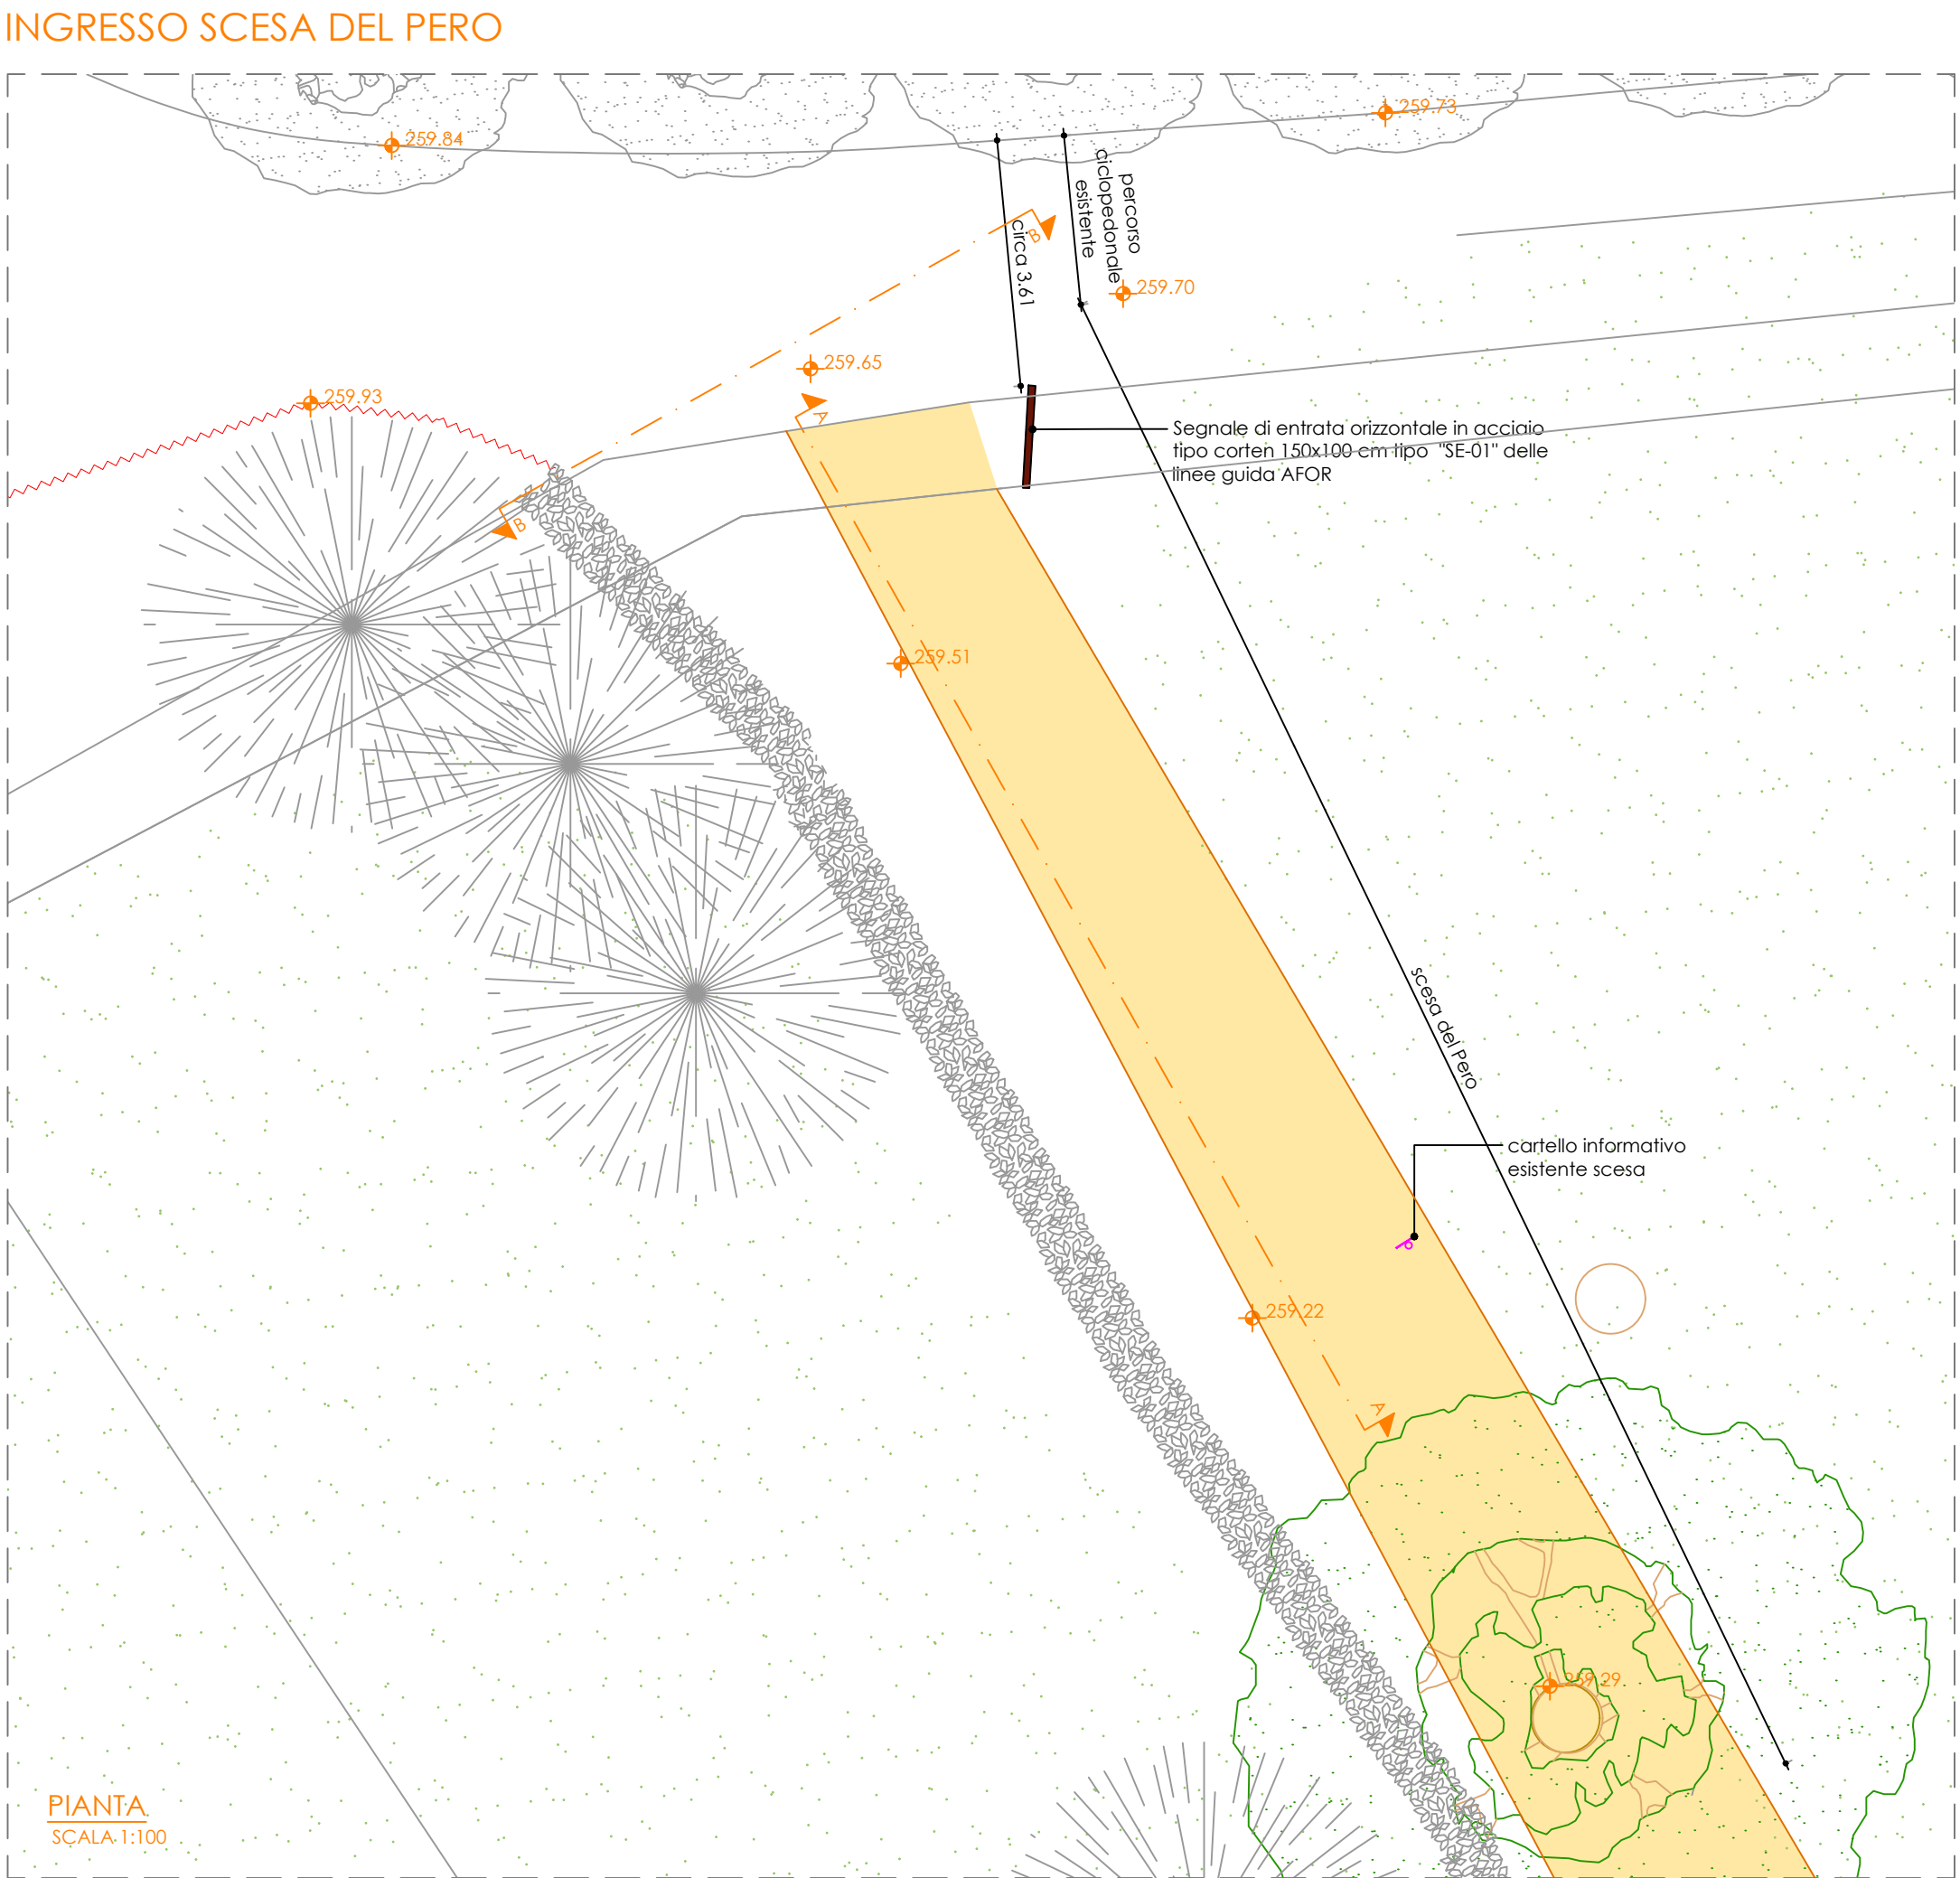 INGRESSO SCESA DEL PERO
259.73
259.84
percorso
ciclopedonale
esistente
circa 3.61
B
259.70
259.65
259.93
A
Segnale di entrata orizzontale in acciaio
tipo corten 150x100 cm tipo "SE-01" delle
linee guida AFOR
B
259.51
scesa del Pero
cartello informativo
esistente scesa
259.22
A
259.29
PIANTA
SCALA 1:100